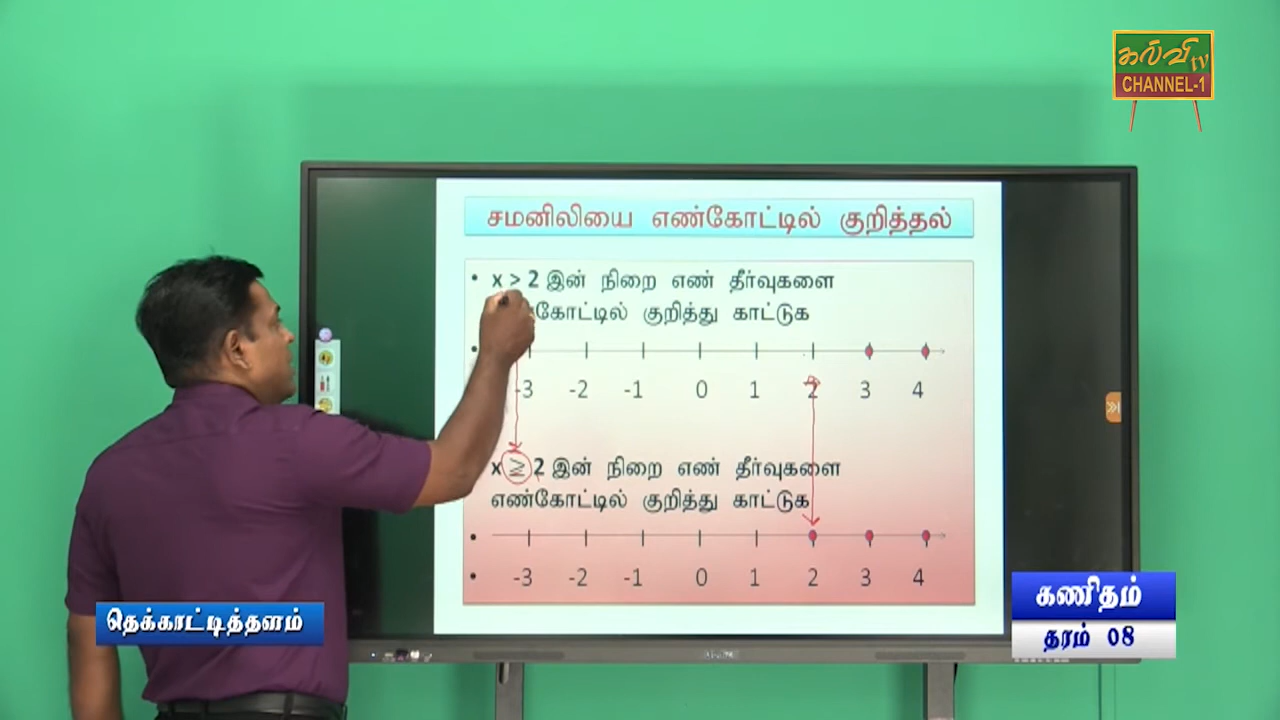 கல்வி TV
CHANNEL-1
சமனிலியை எண்கோட்டில் குறித்தல்
• x > 2 இன் நிறை எண் தீர்வுகளை
கோட்டில் குறித்து காட்டுக
-3 -2 -1 0 1 2 3 4
x ≥ 2 இன் நிறை எண் தீர்வுகளை
எண்கோட்டில் குறித்து காட்டுக
• -3 -2 -1 0 1 2 3 4
கணிதம்
தரம் 08
தெக்காட்டித்தளம்